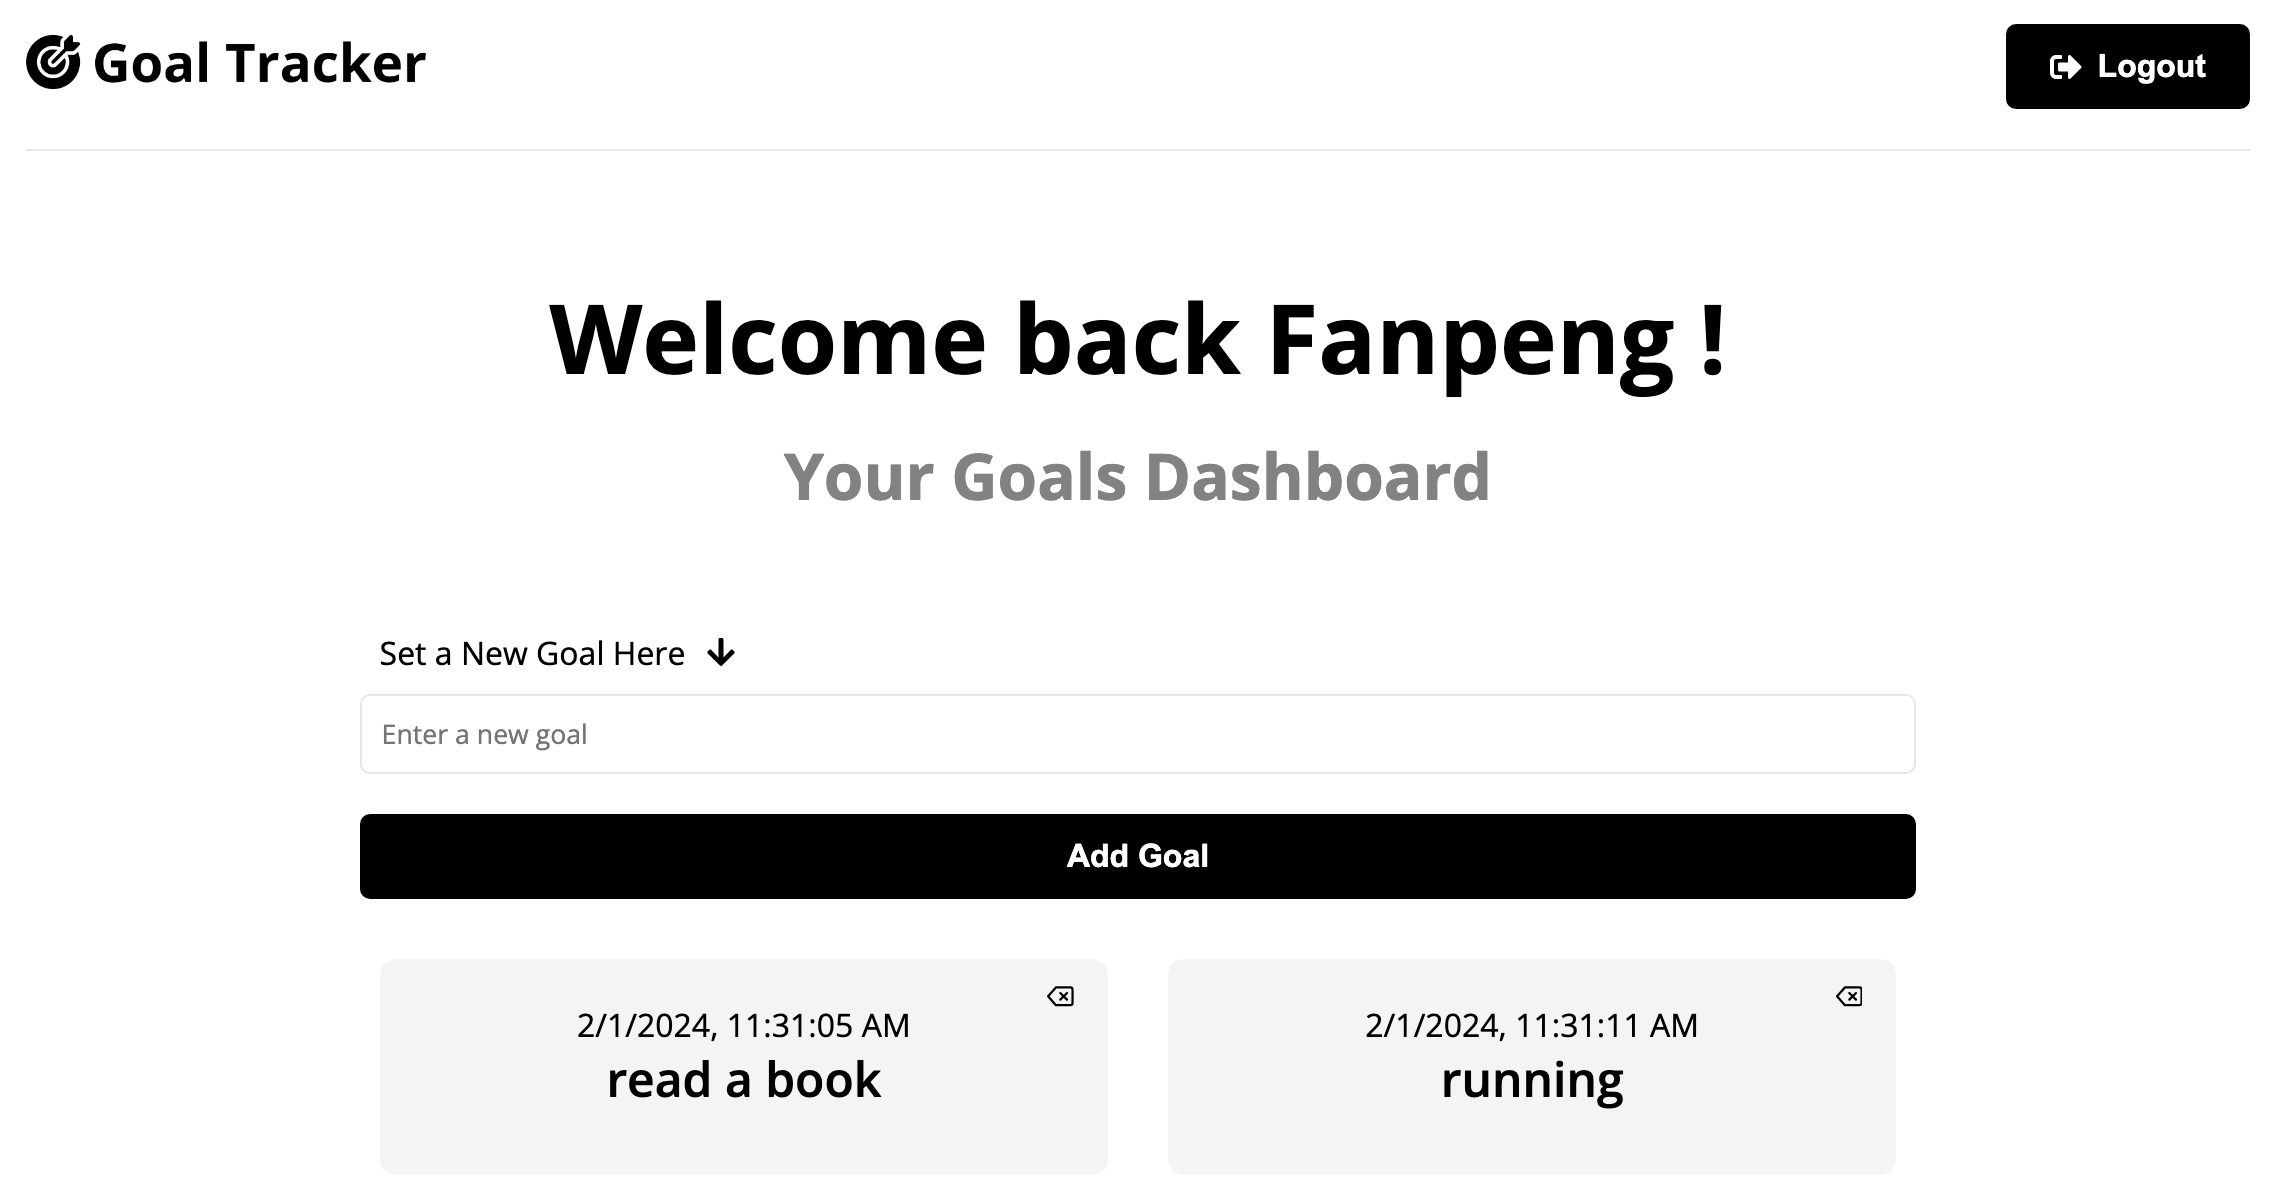 Goal Tracker
Logout
Welcome back Fanpeng !
Your Goals Dashboard
Set a New Goal Here
Enter a new goal
Add Goal
2/1/2024, 11:31:05 AM
read a book
2/1/2024, 11:31:11 AM
running